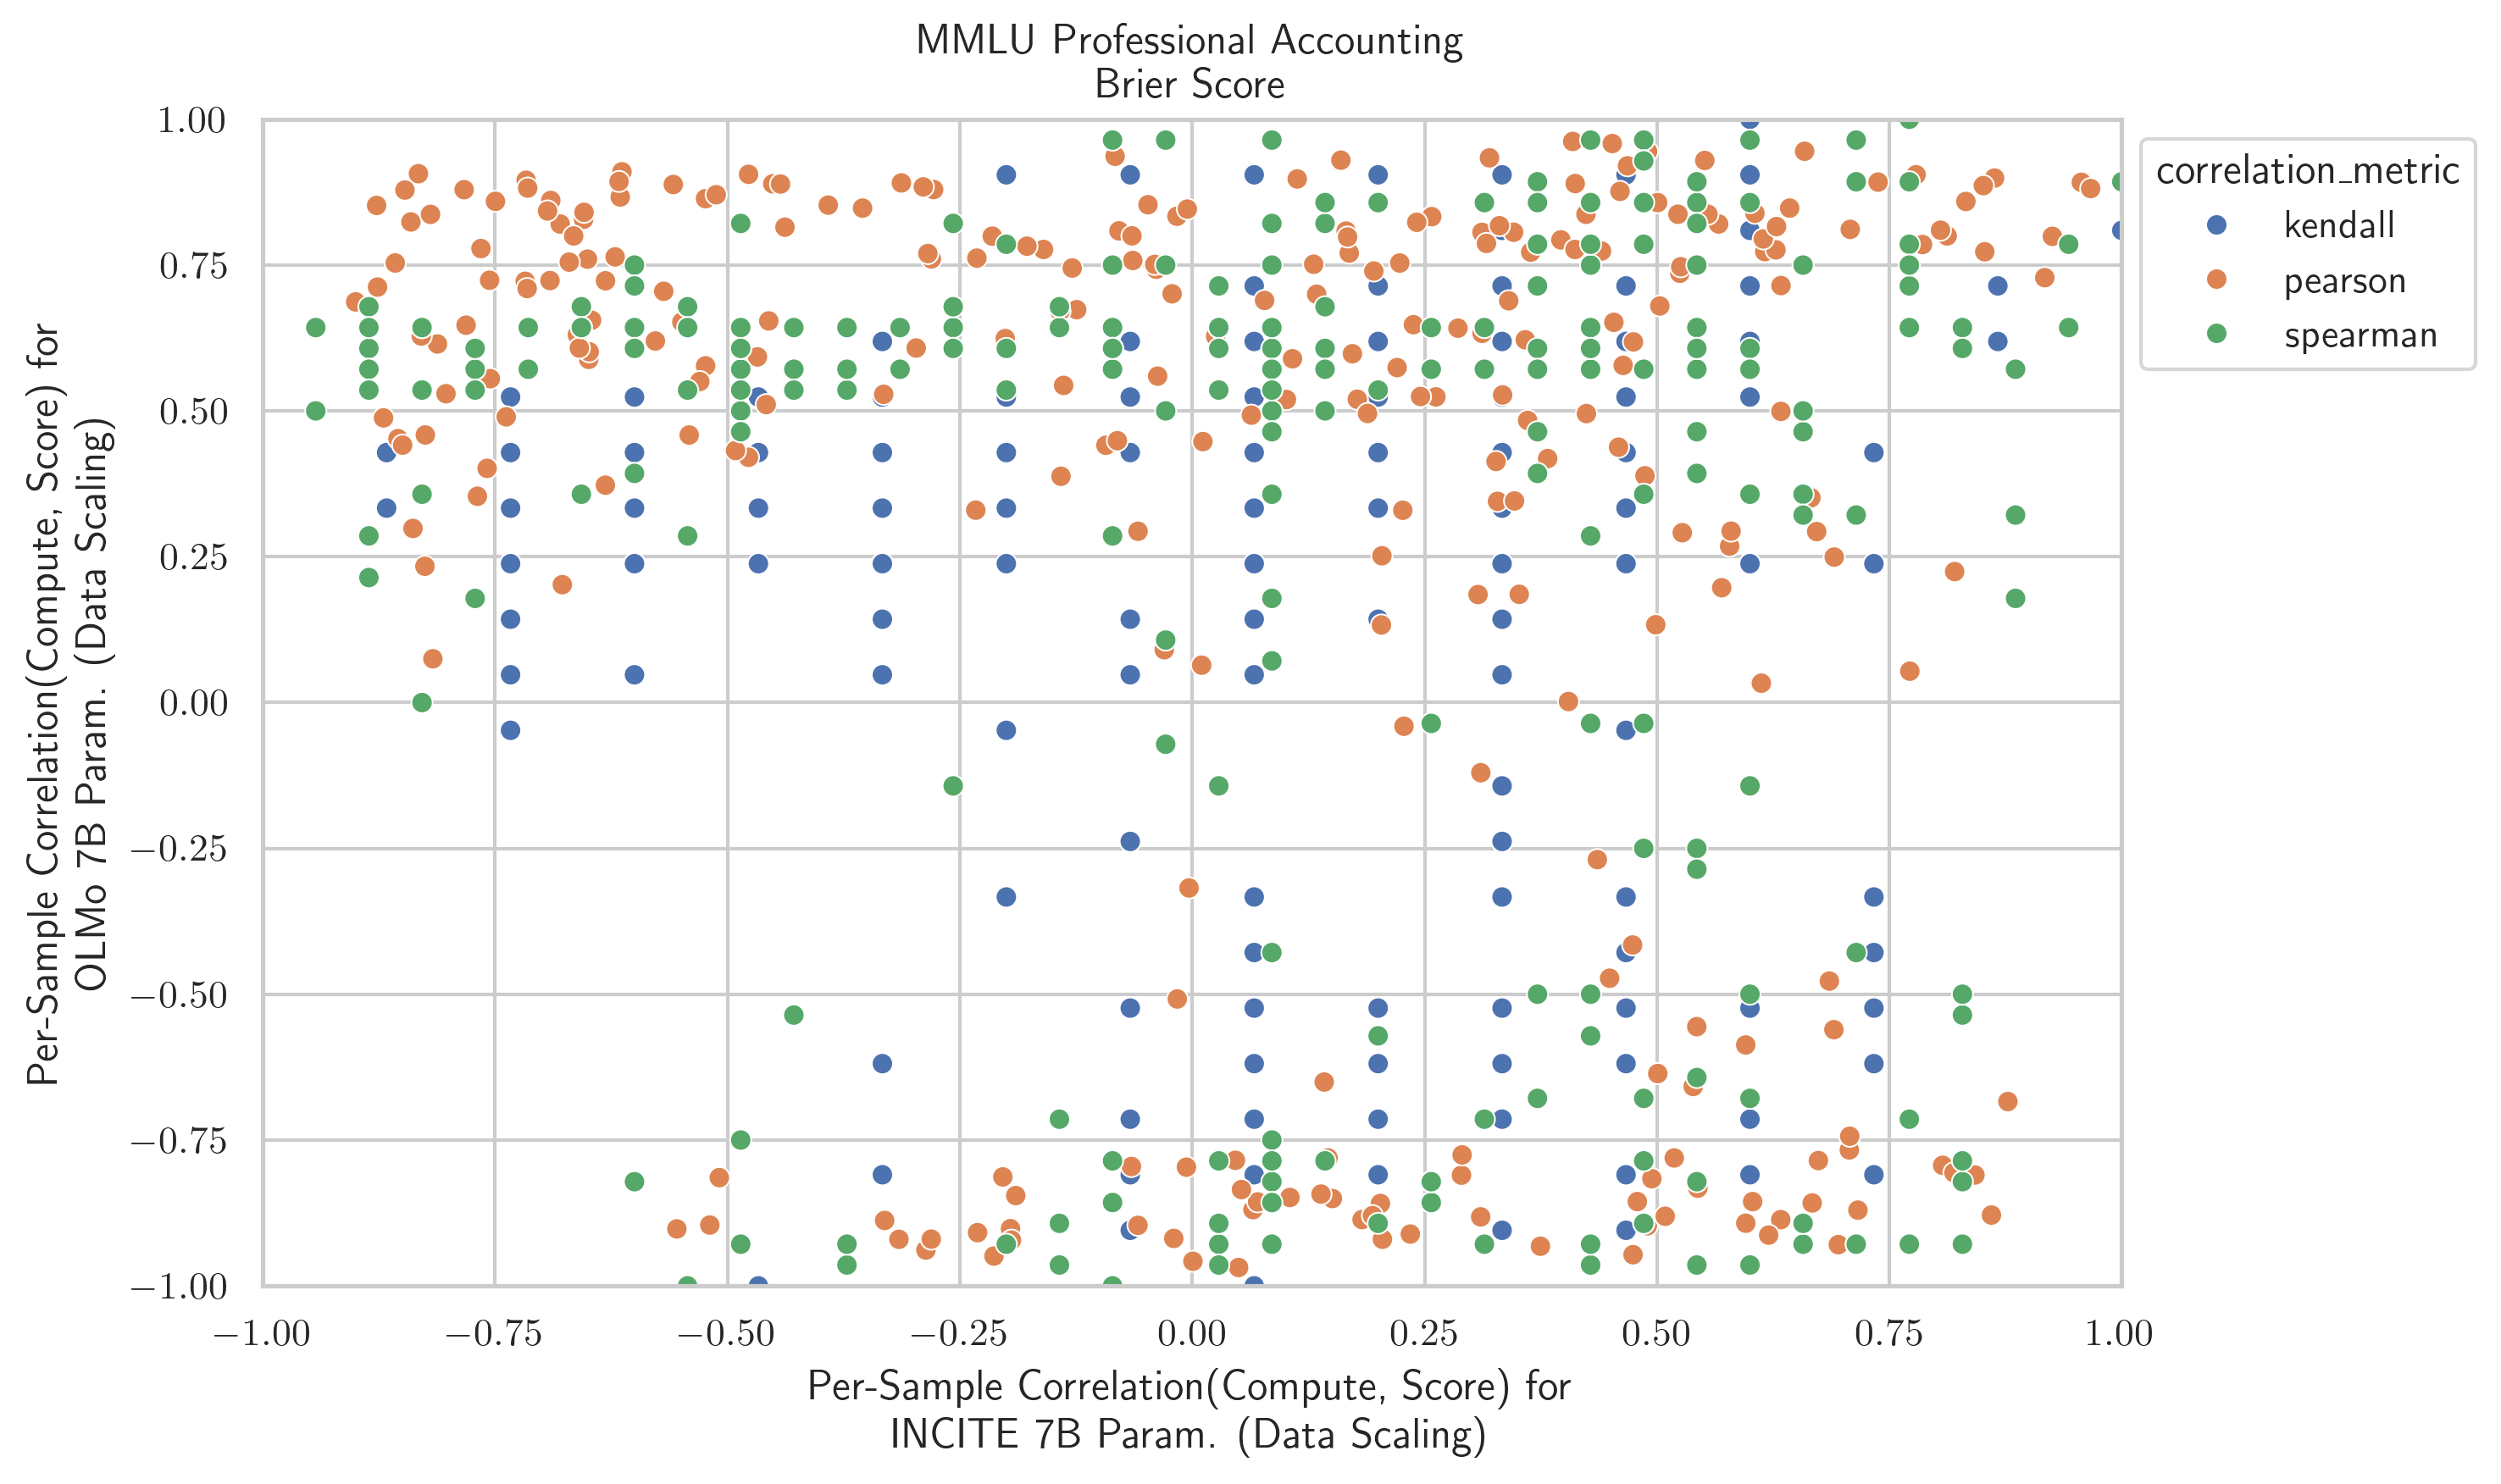 MMLU Professional Accounting
Brier Score
Per-Sample Correlation(Compute, Score) for
OLMo 7B Param. (Data Scaling)
1.00
0.75
0.50
0.25
0.00
−0.25
−0.50
−0.75
−1.00
−1.00 −0.75 −0.50 −0.25 0.00 0.25 0.50 0.75 1.00
Per-Sample Correlation(Compute, Score) for
INCITE 7B Param. (Data Scaling)
correlation_metric
kendall
pearson
spearman